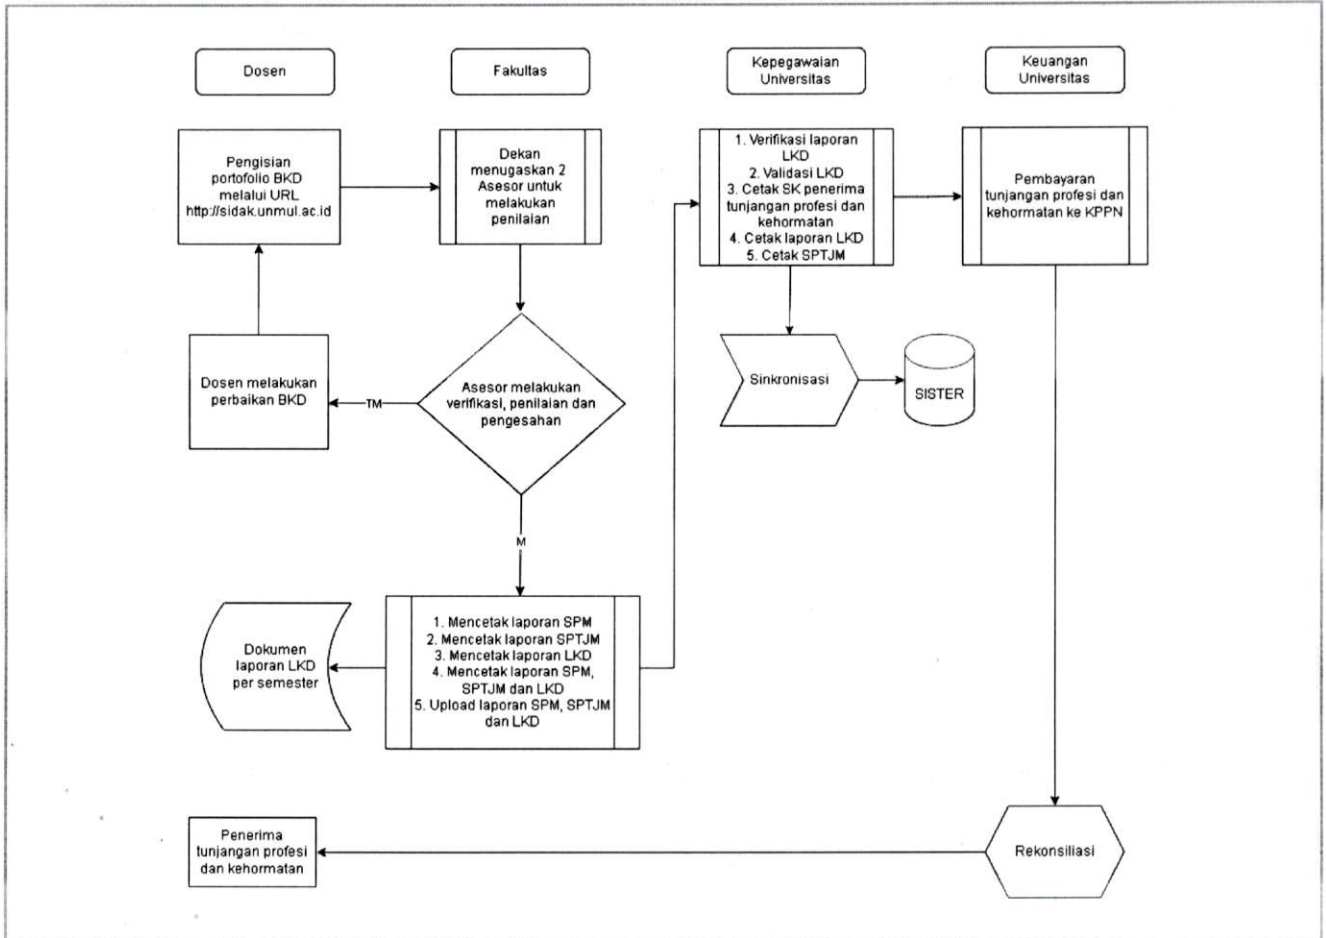 Dosen
Fakultas
Kepegawaian
Universitas
Keuangan
Universitas
Pengisian
portofolio BKD
melalui URL
http://sidak.unmul.ac.id
Dekan
menugaskan 2
Asesor untuk
melakukan
penilaian
1. Verifikasi laporan
LKD
2. Validasi LKD
3. Cetak SK penerima
tunjangan profesi dan
kehormatan
4. Cetak laporan LKD
5. Cetak SPTJM
Pembayaran
tunjangan profesi dan
kehormatan ke KPPN
Dosen melakukan
perbaikan BKD
TM
Asesor melakukan
verifikasi, penilaian dan
pengesahan
Sinkronisasi
SISTER
M
Dokumen
laporan LKD
per semester
1. Mencetak laporan SPM
2. Mencetak laporan SPTJM
3. Mencetak laporan LKD
4. Mencetak laporan SPM,
SPTJM dan LKD
5. Upload laporan SPM, SPTJM
dan LKD
Penerima
tunjangan profesi
dan kehormatan
Rekonsiliasi